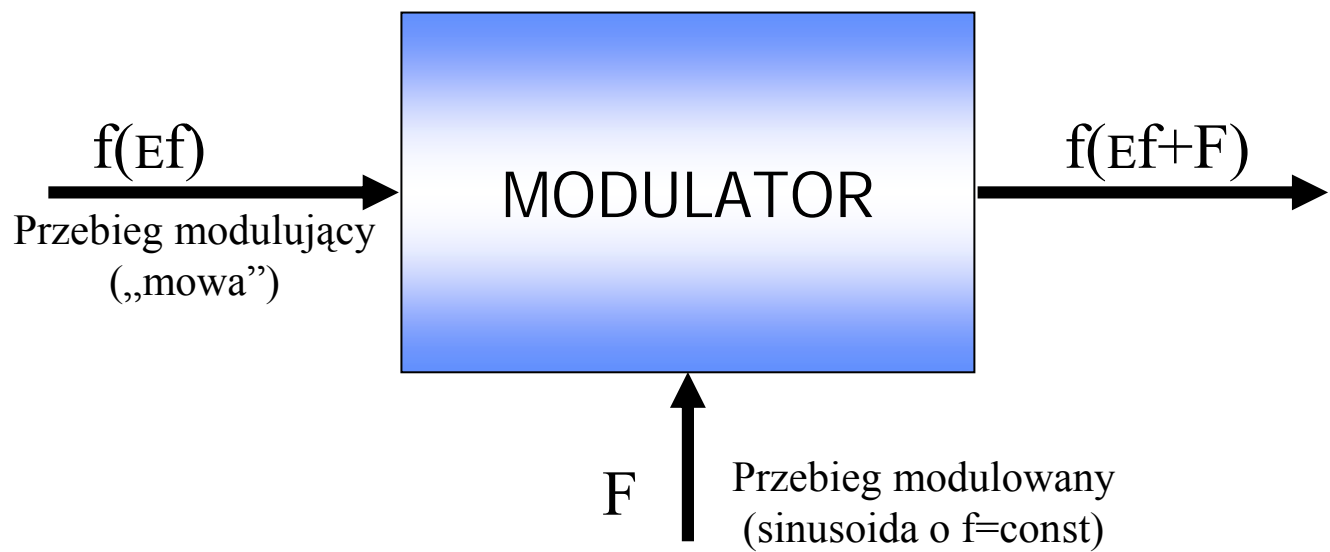 f(Ef)
Przebieg modulujący
(„mowa”)
MODULATOR
f(Ef+F)
F
Przebieg modulowany
(sinusoida o f=const)